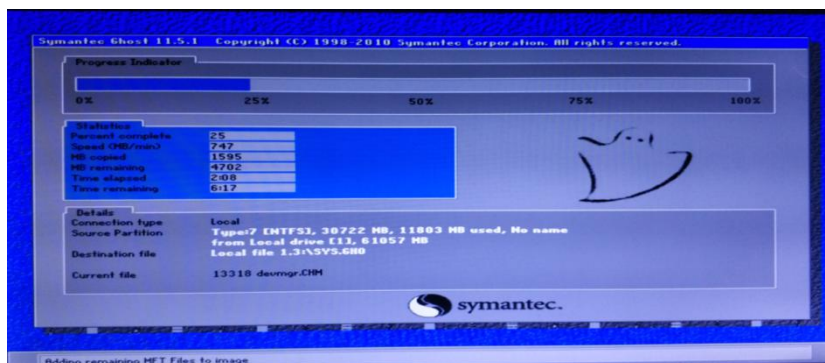 Symantec Ghost 11.5.1 Copyright (C) 1998-2010 Symantec Corporation. All rights reserved.
Progress Indicator
0% 25% 50% 75% 100%
Statistics
Percent complete 25
Speed (MB/min) 747
MB copied 1595
MB remaining 4702
Time elapsed 2:08
Time remaining 6:17
Details
Connection type Local
Source Partition Type:7 [NTFS], 30722 MB, 11803 MB used, No name
from Local drive [1], 61057 MB
Destination file Local file 1.3:\SYS.GHO
Current file 13318 devmgr.CHM
symantec.
Adding remaining MFT Files to image